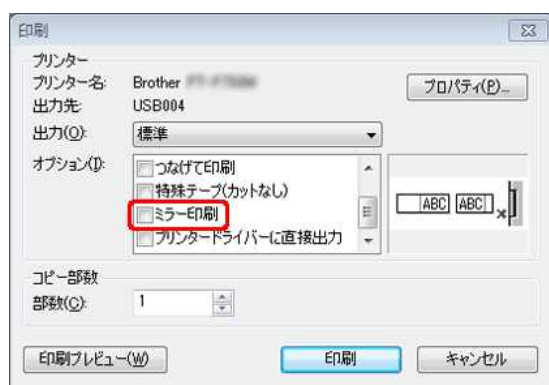 印刷
プリンター
プリンター名: Brother
プロパティ(P)...
出力先: USB004
出力(O): 標準
オプション(I):
つなげて印刷
特殊テープ(カットなし)
ミラー印刷
プリンタードライバーに直接出力
ABC ABC
コピー部数
部数(C): 1
印刷プレビュー(W) 印刷 キャンセル